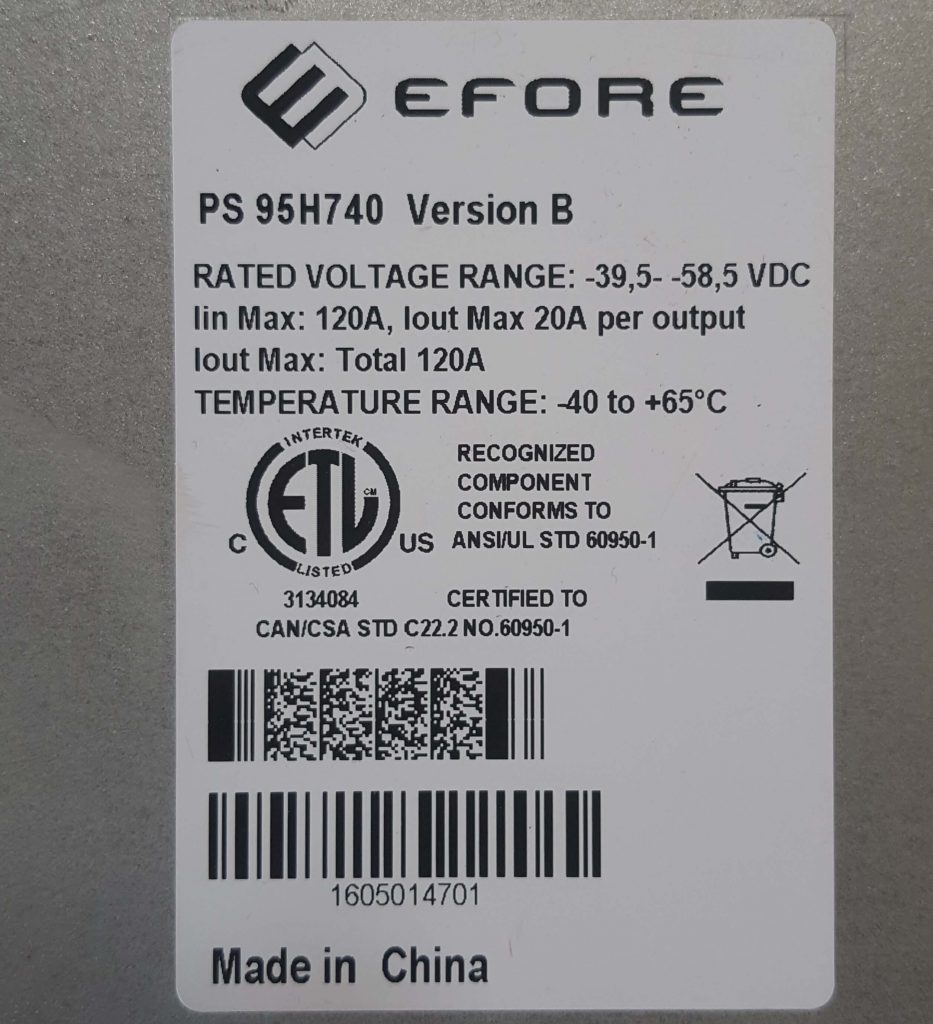 EFORE
PS 95H740 Version B
RATED VOLTAGE RANGE: -39,5- -58,5 VDC
Iin Max: 120A, Iout Max 20A per output
Iout Max: Total 120A
TEMPERATURE RANGE: -40 to +65°C
INTERTEK
ETL CM
C US
LISTED
3134084
RECOGNIZED
COMPONENT
CONFORMS TO
ANSI/UL STD 60950-1
CERTIFIED TO
CAN/CSA STD C22.2 NO.60950-1
1605014701
Made in China